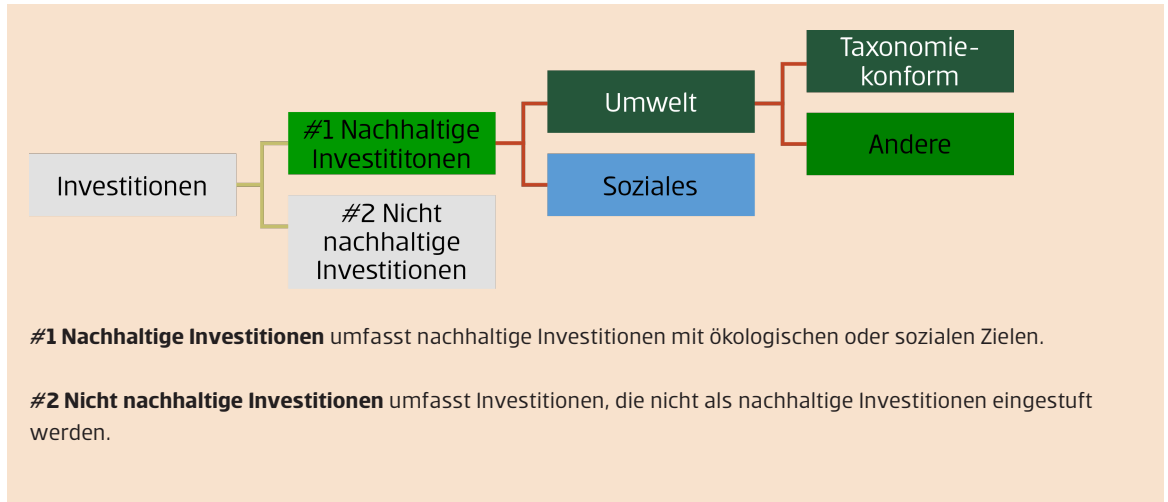 Taxonomie-
konform
Umwelt
#1 Nachhaltige
Investititonen
Andere
Investitionen
Soziales
#2 Nicht
nachhaltige
Investitionen
#1 Nachhaltige Investitionen umfasst nachhaltige Investitionen mit ökologischen oder sozialen Zielen.
#2 Nicht nachhaltige Investitionen umfasst Investitionen, die nicht als nachhaltige Investitionen eingestuft
werden.